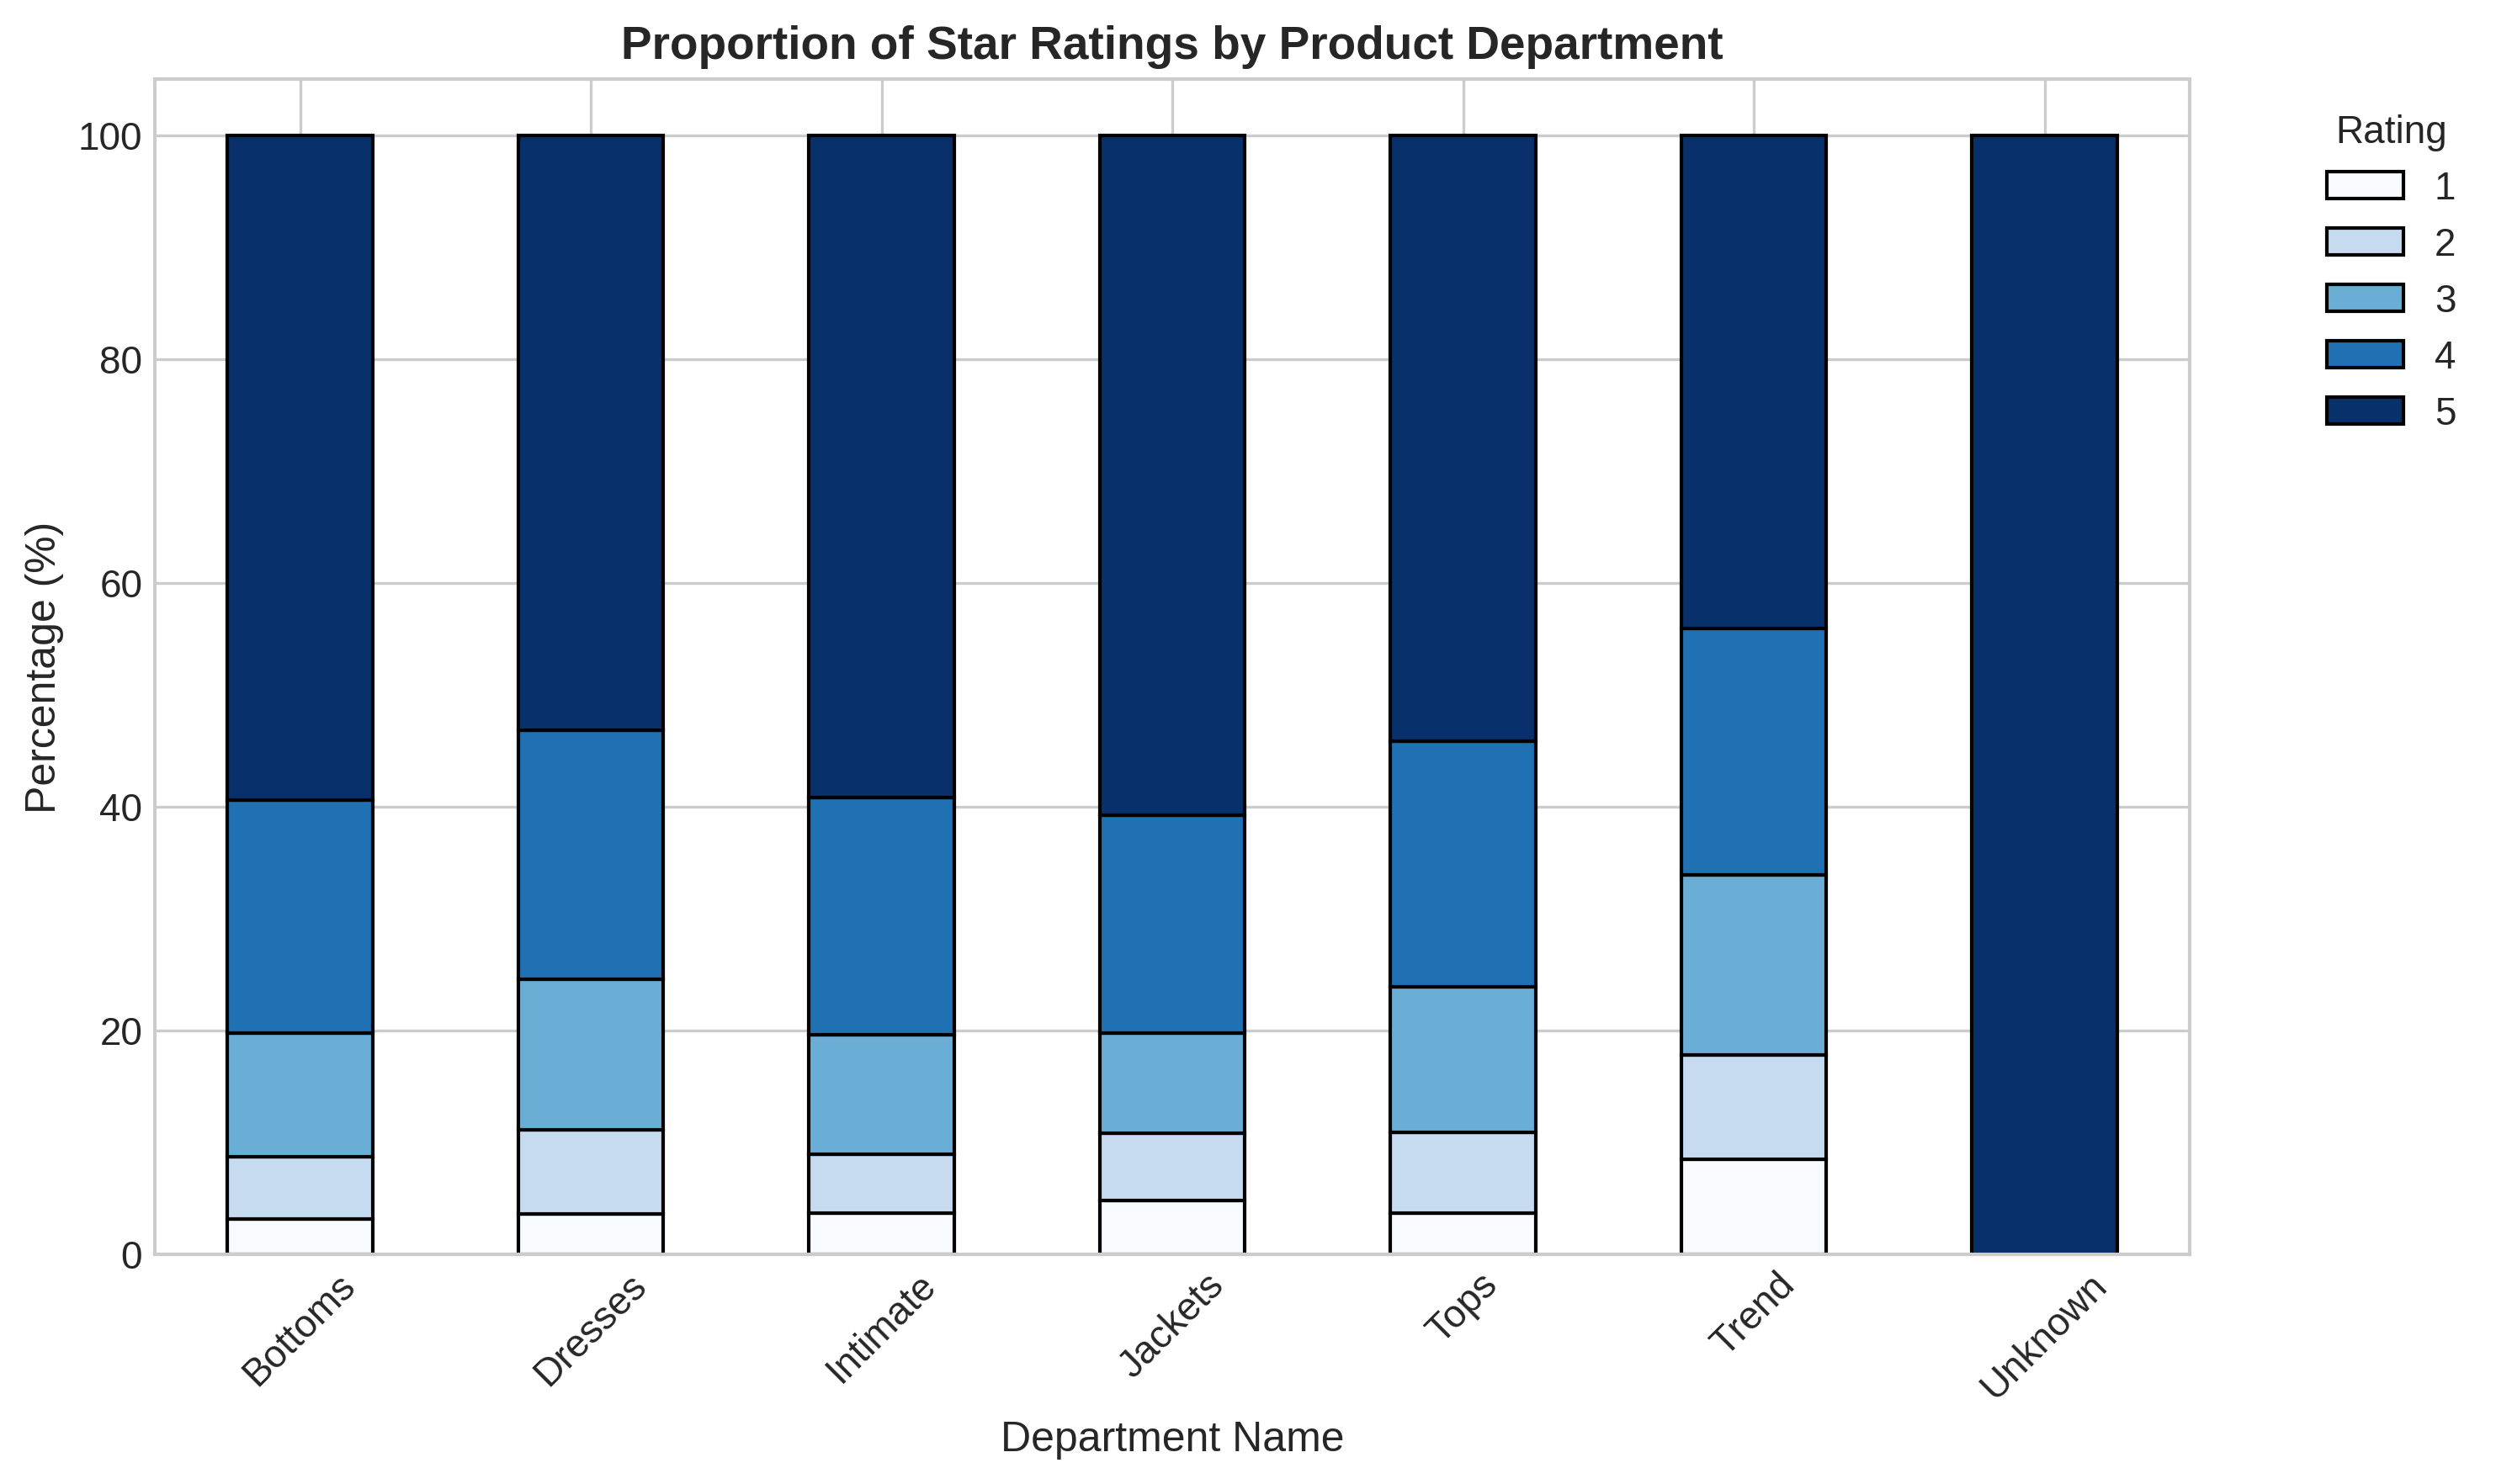 Proportion of Star Ratings by Product Department
Percentage (%)
100
80
60
40
20
0
Bottoms
Dresses
Intimate
Jackets
Tops
Trend
Unknown
Department Name
Rating
1
2
3
4
5